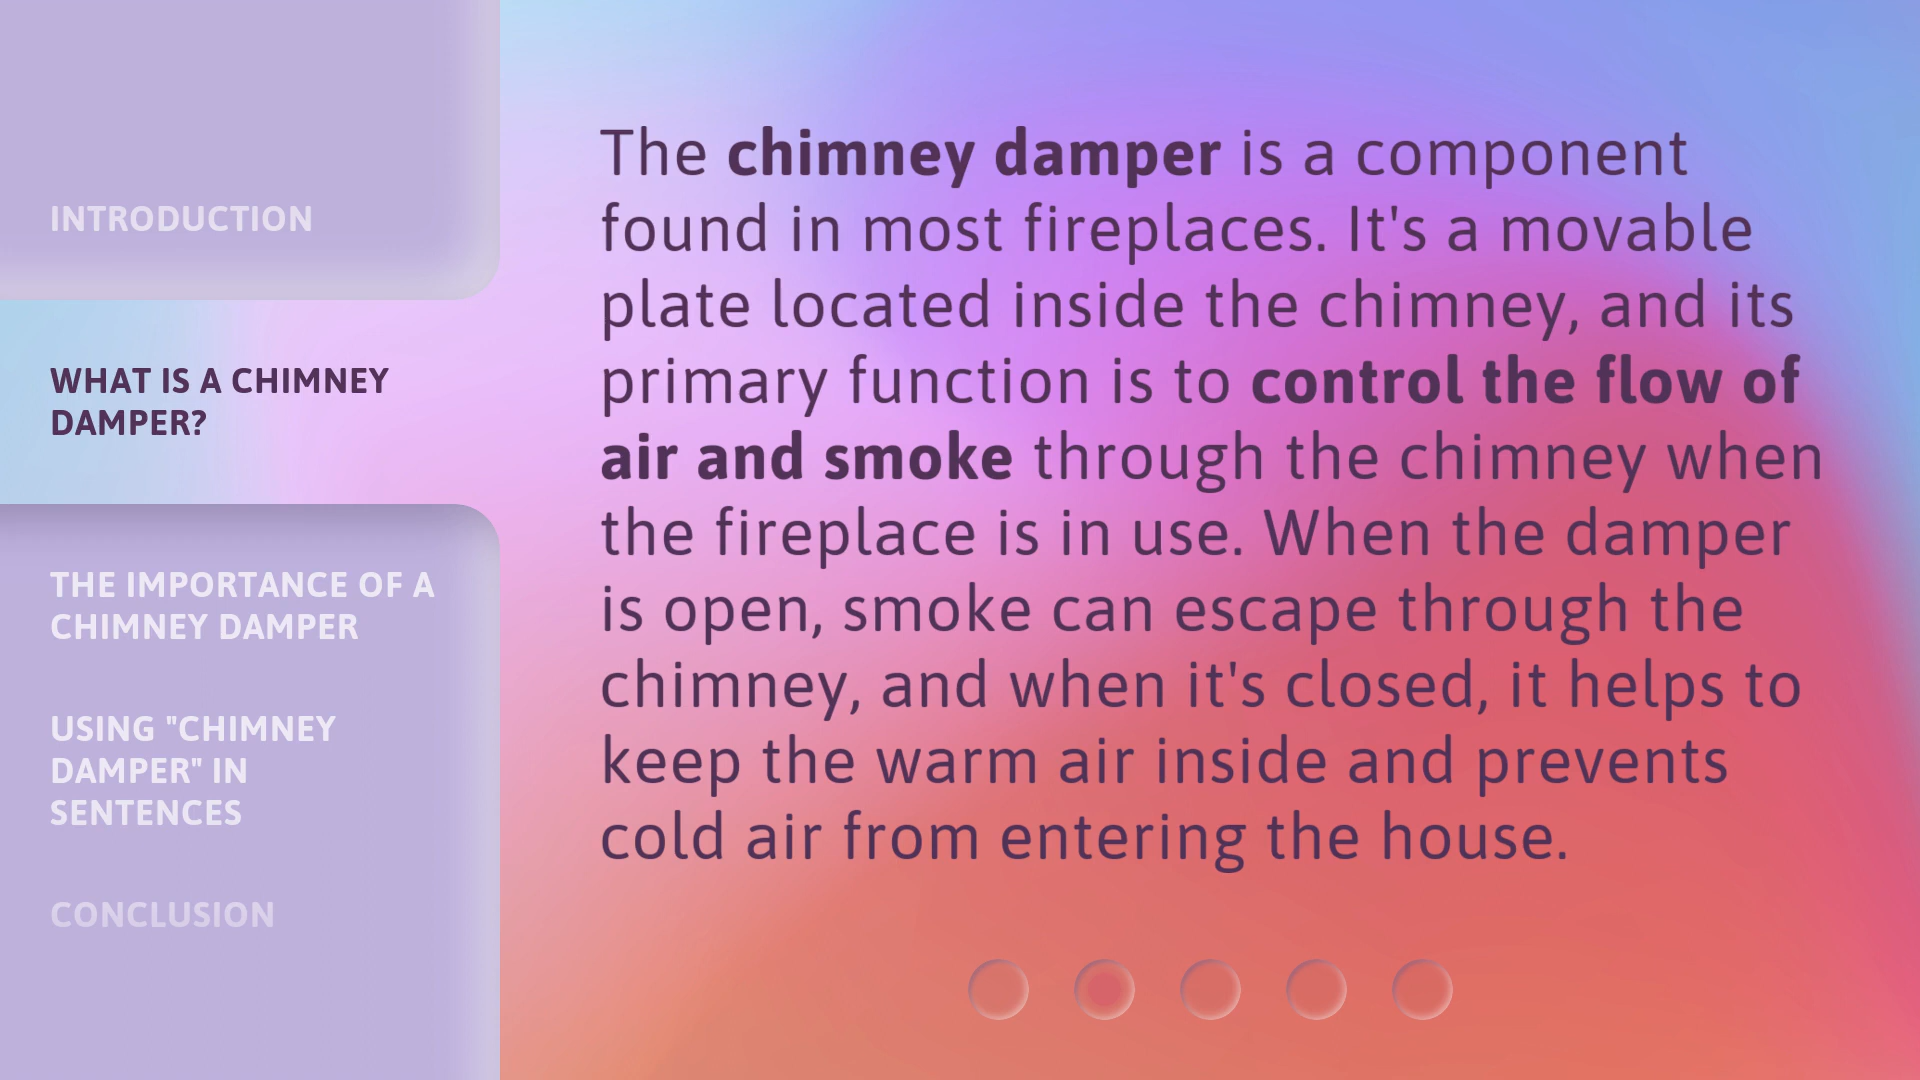 INTRODUCTION
WHAT IS A CHIMNEY
DAMPER?
THE IMPORTANCE OF A
CHIMNEY DAMPER
USING "CHIMNEY
DAMPER" IN
SENTENCES
CONCLUSION
The chimney damper is a component
found in most fireplaces. It's a movable
plate located inside the chimney, and its
primary function is to control the flow of
air and smoke through the chimney when
the fireplace is in use. When the damper
is open, smoke can escape through the
chimney, and when it's closed, it helps to
keep the warm air inside and prevents
cold air from entering the house.